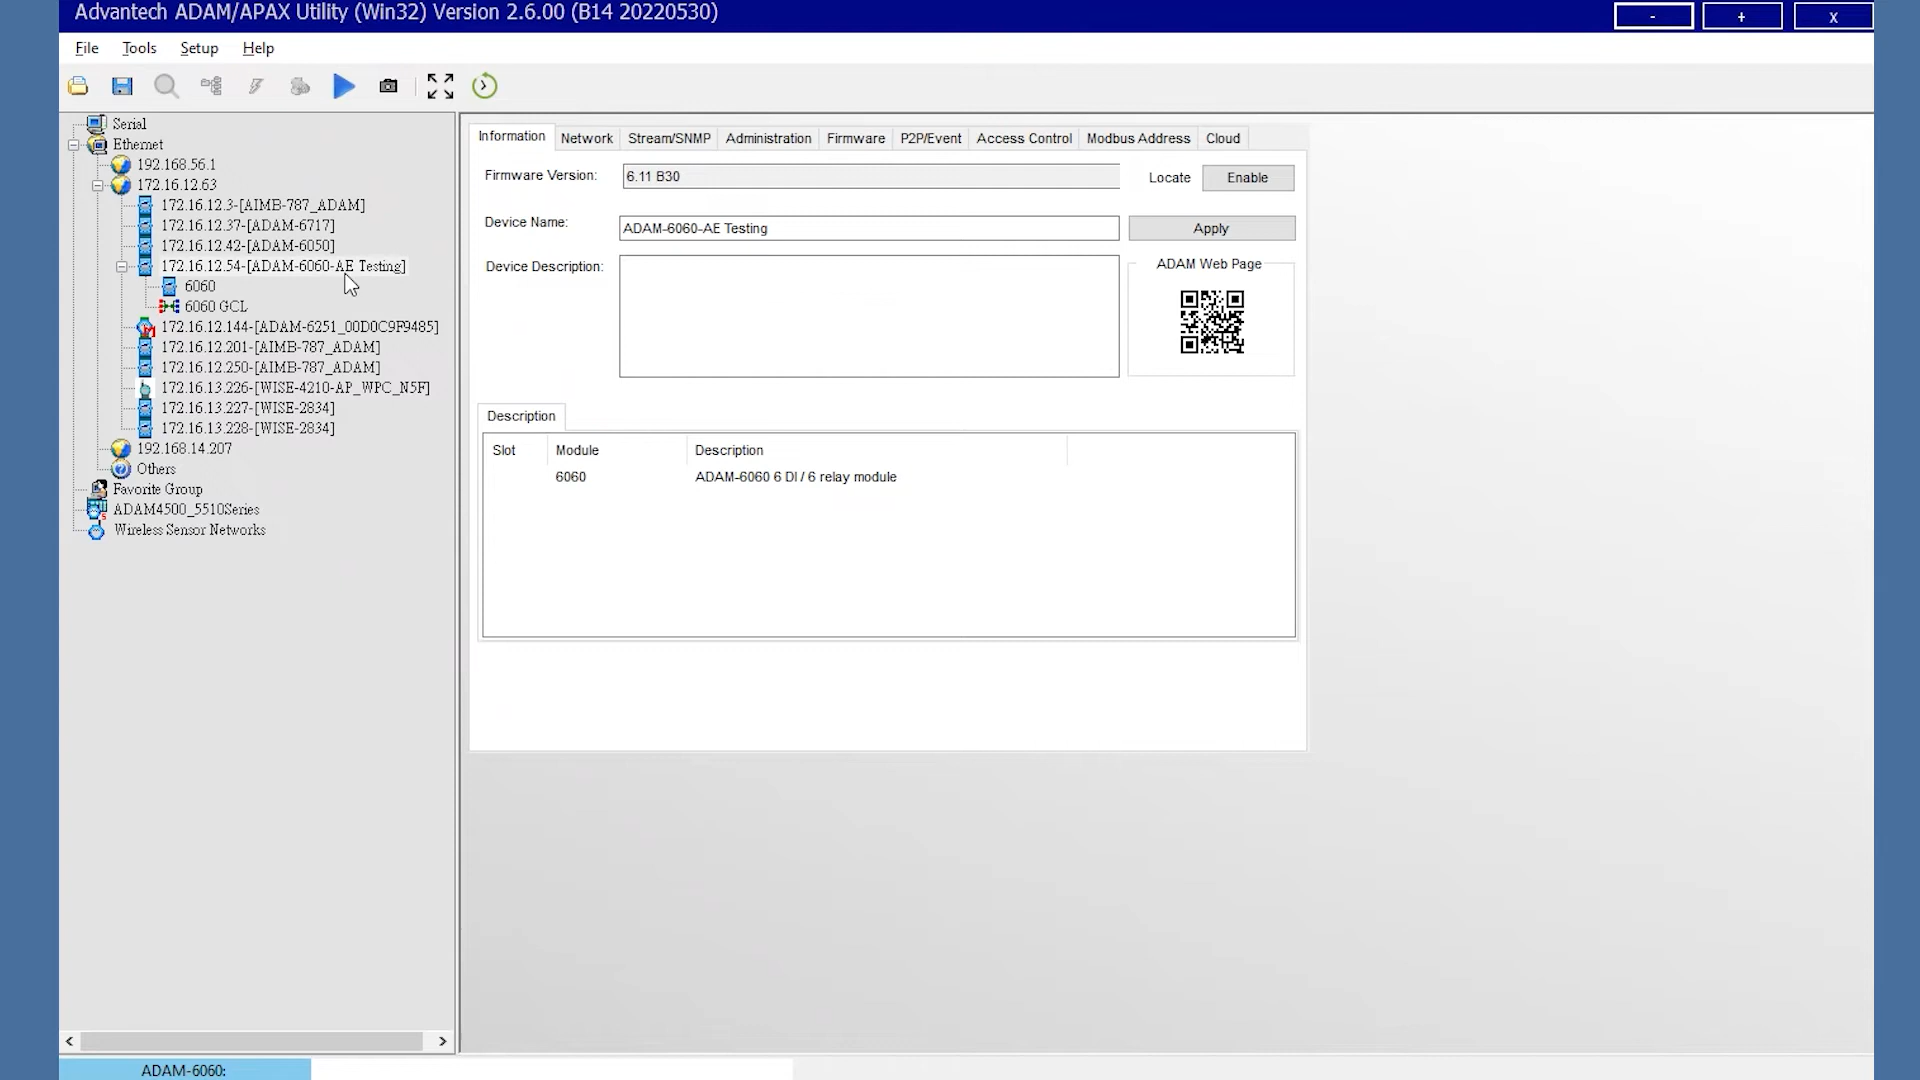 Advantech ADAM/APAX Utility (Win32) Version 2.6.00 (B14 20220530)
- + x
File Tools Setup Help
Serial
Ethernet
192.168.56.1
172.16.12.63
172.16.12.3-[AIMB-787_ADAM]
172.16.12.37-[ADAM-6717]
172.16.12.42-[ADAM-6050]
172.16.12.54-[ADAM-6060-AE Testing]
6060
6060 GCL
172.16.12.144-[ADAM-6251_00D0C9F9485]
172.16.12.201-[AIMB-787_ADAM]
172.16.12.250-[AIMB-787_ADAM]
172.16.13.226-[WISE-4210-AP_WPC_N5F]
172.16.13.227-[WISE-2834]
172.16.13.228-[WISE-2834]
192.168.14.207
Others
Favorite Group
ADAM4500_5510Series
Wireless Sensor Networks
Information Network Stream/SNMP Administration Firmware P2P/Event Access Control Modbus Address Cloud
Firmware Version: 6.11 B30 Locate Enable
Device Name: ADAM-6060-AE Testing Apply
Device Description: ADAM Web Page
Description
Slot Module Description
6060 ADAM-6060 6 DI / 6 relay module
ADAM-6060: